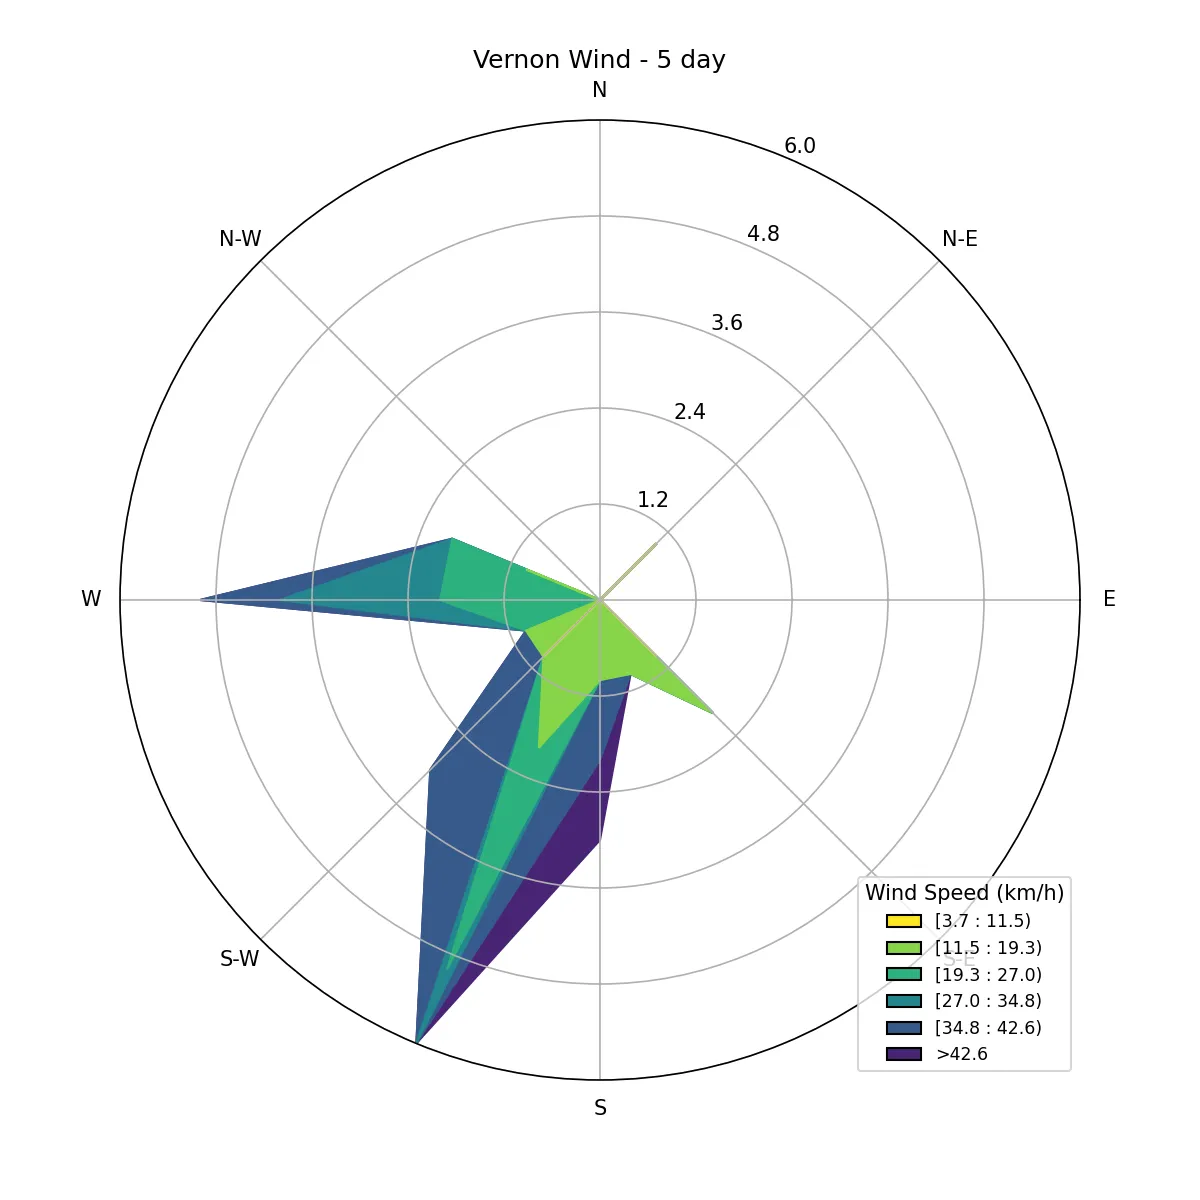 Vernon Wind - 5 day
N
6.0
N-W
4.8
N-E
3.6
2.4
1.2
W
E
Wind Speed (km/h)
[3.7 : 11.5)
[11.5 : 19.3)
S-W
S-E
[19.3 : 27.0)
[27.0 : 34.8)
[34.8 : 42.6)
>42.6
S